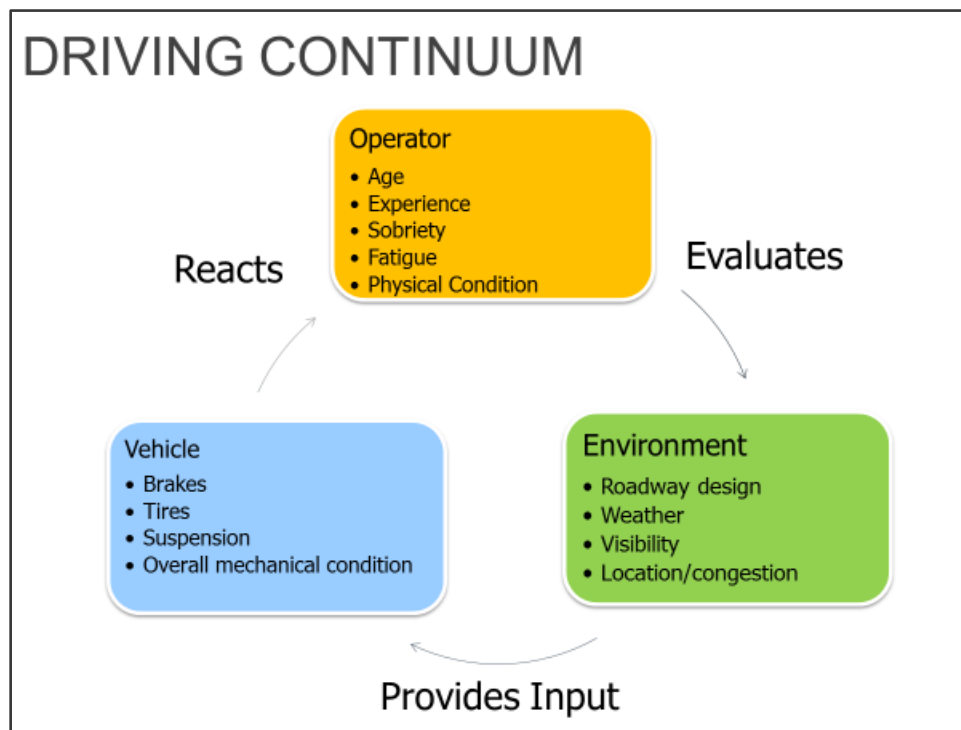 DRIVING CONTINUUM
Operator
• Age
• Experience
• Sobriety
• Fatigue
• Physical Condition
Reacts
Evaluates
Vehicle
• Brakes
• Tires
• Suspension
• Overall mechanical condition
Environment
• Roadway design
• Weather
• Visibility
• Location/congestion
Provides Input